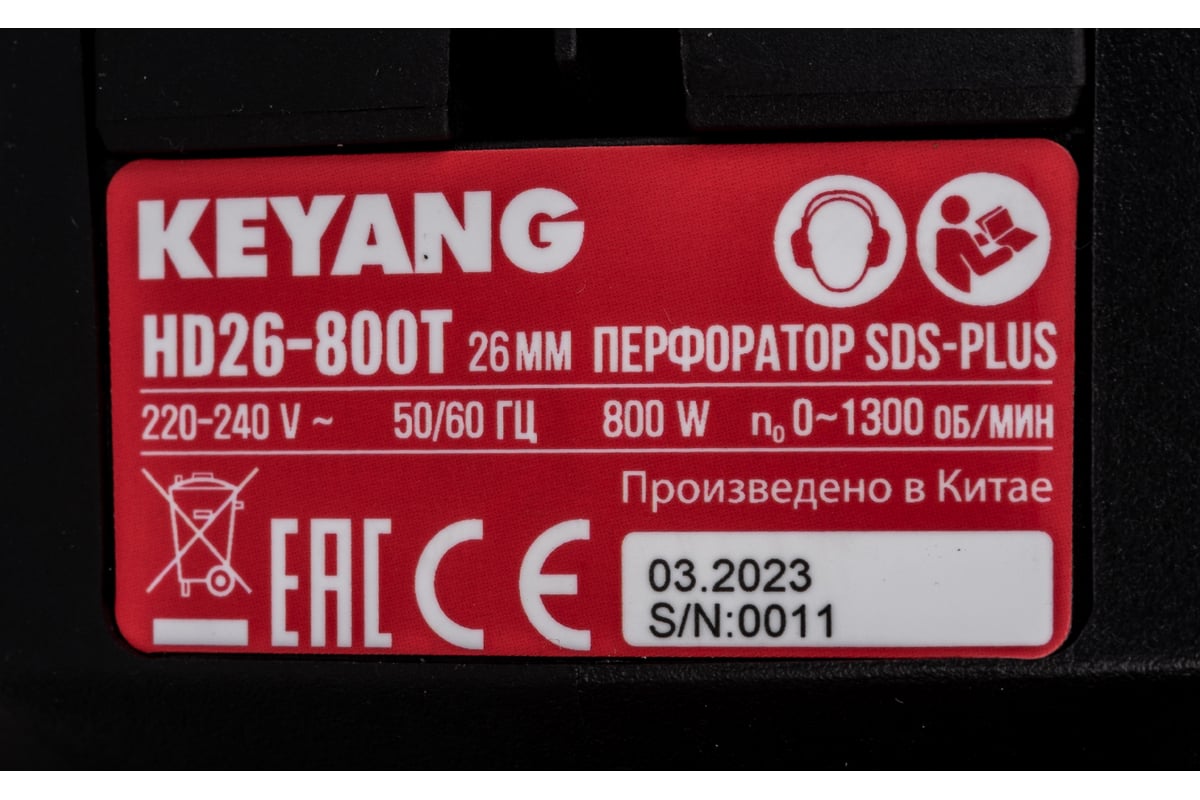 KEYANG
HD26-800T 26 ММ ПЕРФОРАТОР SDS-PLUS
220-240 V ~ 50/60 ГЦ 800 W n₀ 0~1300 ОБ/МИН
Произведено в Китае
EAC CE
03.2023
S/N:0011